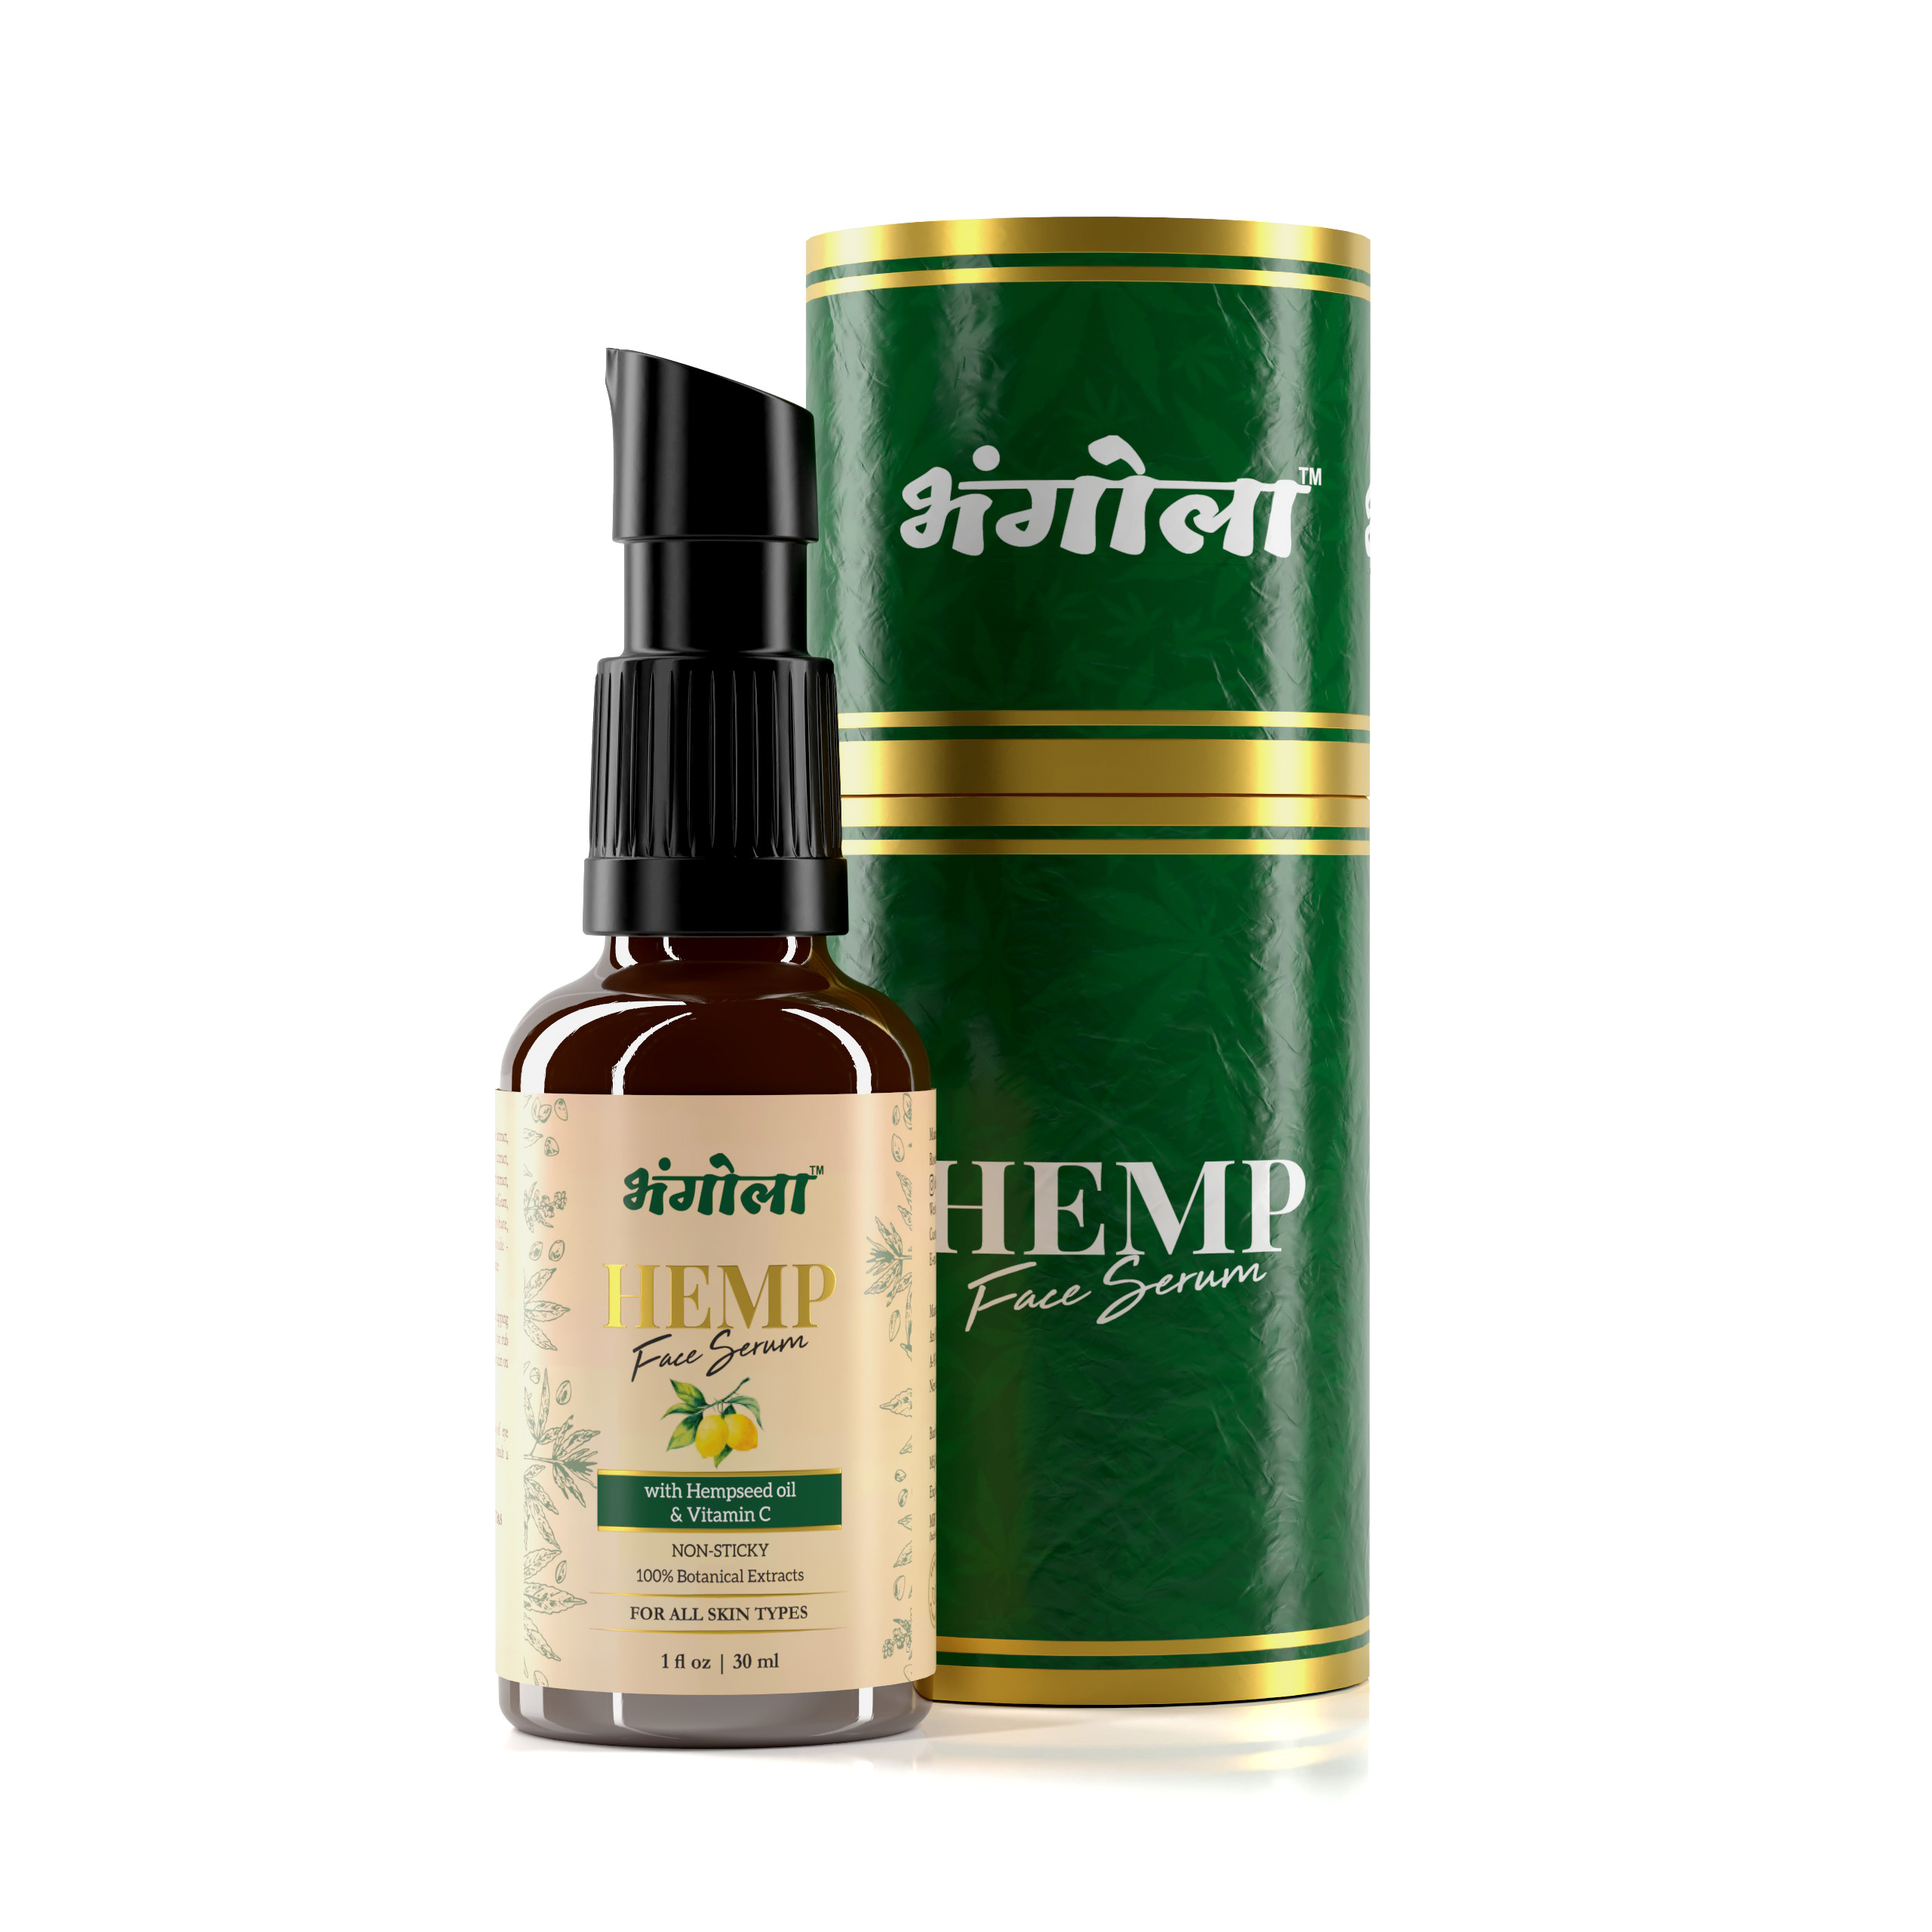 भंगोला™
HEMP
Face Serum
भंगोला™
HEMP
Face Serum
with Hempseed oil
& Vitamin C
NON-STICKY
100% Botanical Extracts
FOR ALL SKIN TYPES
1 fl oz | 30 ml